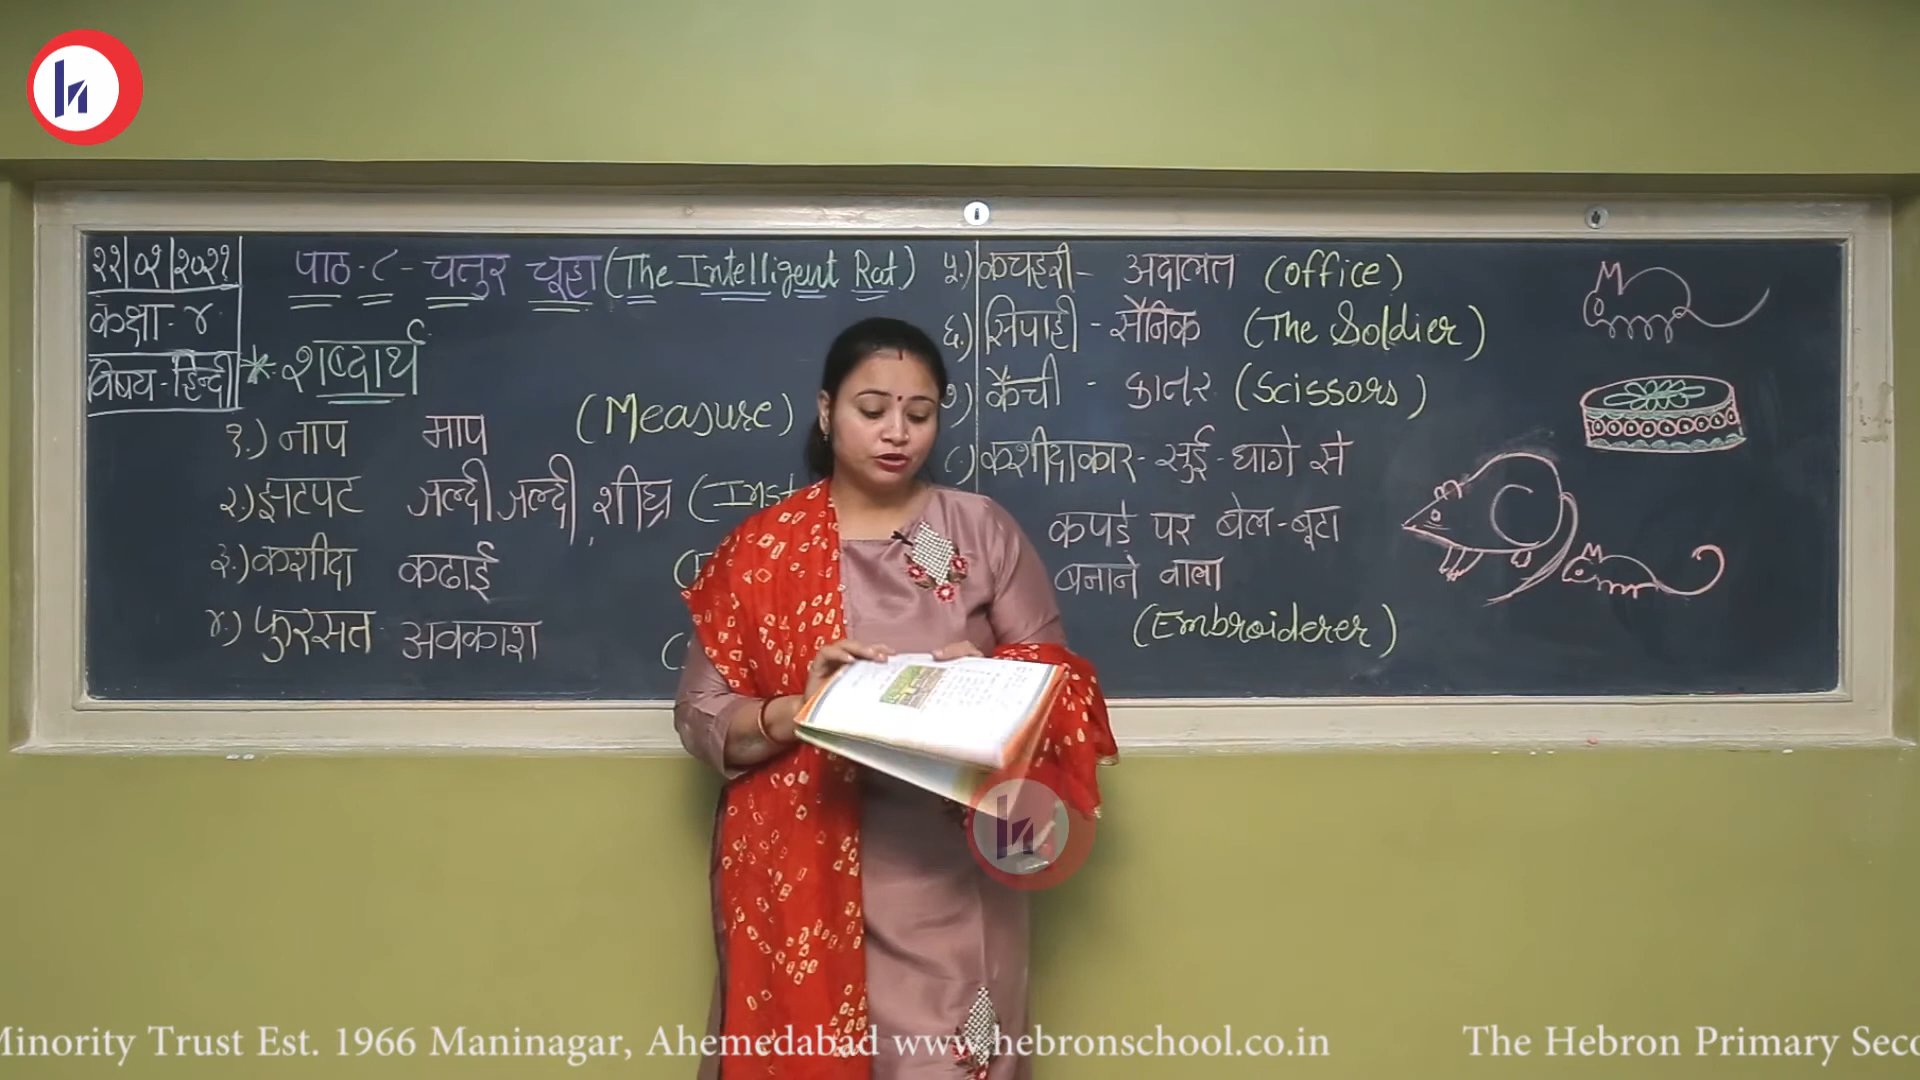 २२|०१|२०२१
कक्षा-४
विषय-हिन्दी
पाठ-८-चतुर चूहा (The Intelligent Rat)
*शब्दार्थ
१.) नाप माप (Measure)
२.) झटपट जल्दी जल्दी, शीघ्र (Inst
३.) कशीदा कढाई (
४.) फुरसत अवकाश (
५.) कचहरी- अदालत (office)
६.) सिपाही - सैनिक (The Soldier)
७) कैंची - कातर (Scissors)
८.) कशीदाकार- सुई-धागे से
कपड़े पर बेल-बूटा
बनाने वाला
(Embroiderer)
Minority Trust Est. 1966 Maninagar, Ahemedabad www.hebronschool.co.in The Hebron Primary Seco